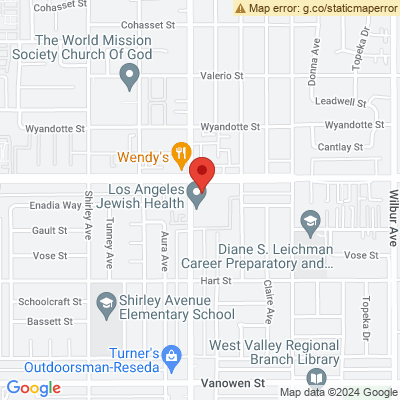 Map error: g.co/staticmaperror
Cohasset St
Cohasset St
Topeka Dr
Donna Ave
The World Mission
Society Church Of God
Valerio St
Leadwell St
Wyandotte St
Wyandotte St
Cantlay St
Wendy's
Los Angeles
Jewish Health
Enadia Way
Shirley Ave
Tunney Ave
Aura Ave
Wilbur Ave
Gault St
Vose St
Diane S. Leichman
Career Preparatory and...
Vose St
Hart St
Schoolcraft St
Shirley Avenue
Elementary School
Claire Ave
Topeka Dr
Bassett St
Turner's
Outdoorsman-Reseda
West Valley Regional
Branch Library
Vanowen St
Google
Map data ©2024 Google